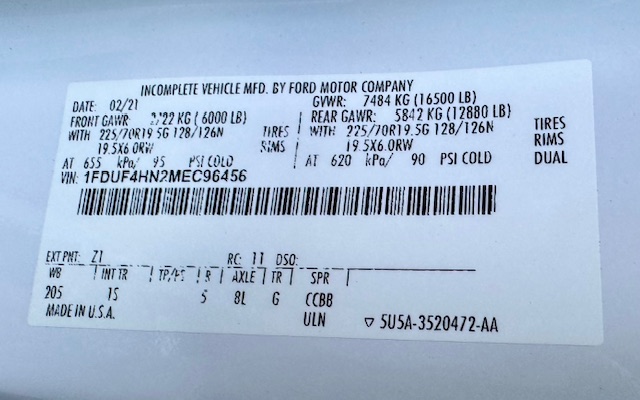 INCOMPLETE VEHICLE MFD. BY FORD MOTOR COMPANY
DATE: 02/21 GVWR: 7484 KG (16500 LB)
FRONT GAWR: 2722 KG ( 6000 LB) REAR GAWR: 5842 KG (12880 LB)
WITH 225/70R19.5G 128/126N TIRES WITH 225/70R19.5G 128/126N TIRES
19.5X6.0RW RIMS 19.5X6.0RW RIMS
AT 655 kPa/ 95 PSI COLD AT 620 kPa/ 90 PSI COLD DUAL
VIN: 1FDUF4HN2MEC96456
EXT PNT: Z1 RC: 11 DSO:
WB INT TR TP/PS R AXLE TR SPR
205 1S 5 8L G CCBB
MADE IN U.S.A. ULN ▽ 5U5A-3520472-AA